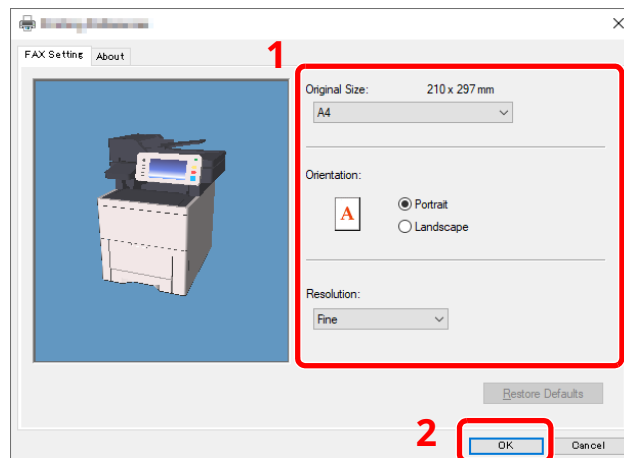 FAX Setting About
1
Original Size: 210 x 297 mm
A4
Orientation:
A
Portrait
Landscape
Resolution:
Fine
Restore Defaults
2
OK Cancel